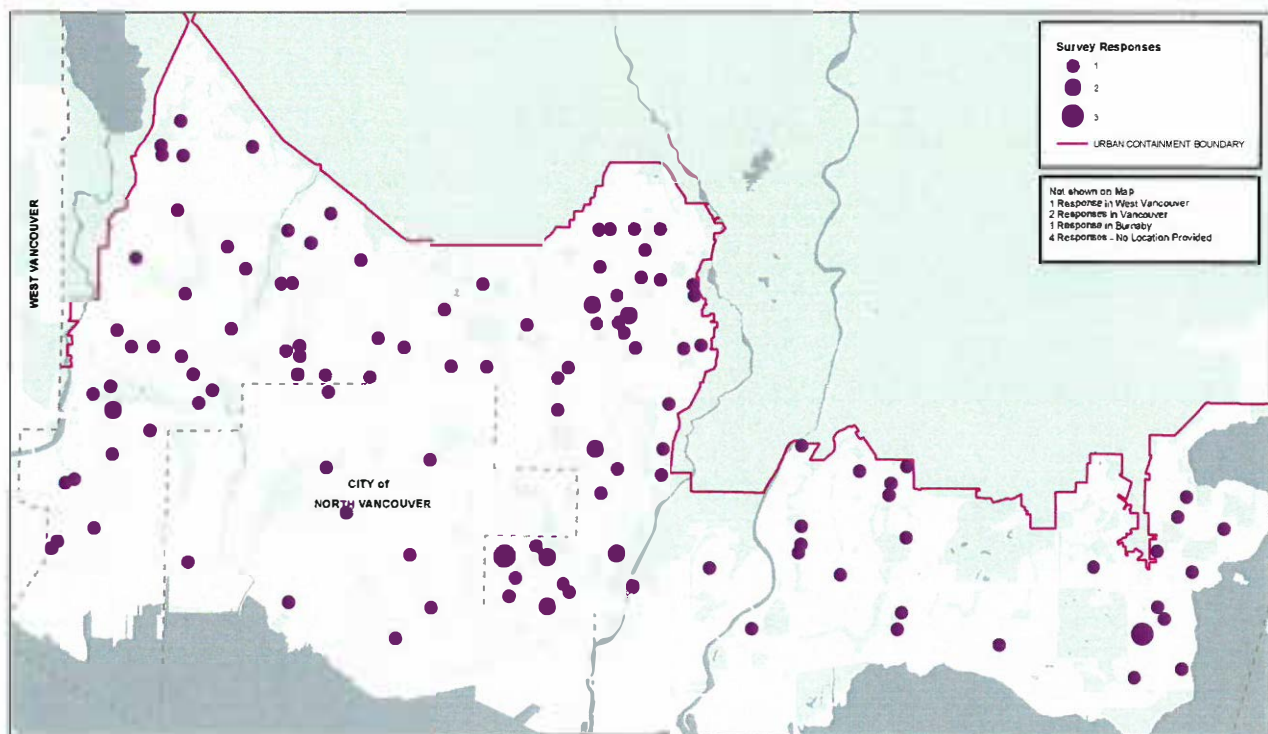 Survey Responses
1
2
3
URBAN CONTAINMENT BOUNDARY
Not shown on Map
1 Response in West Vancouver
2 Responses in Vancouver
1 Response in Burnaby
4 Responses - No Location Provided
WEST VANCOUVER
CITY of
NORTH VANCOUVER